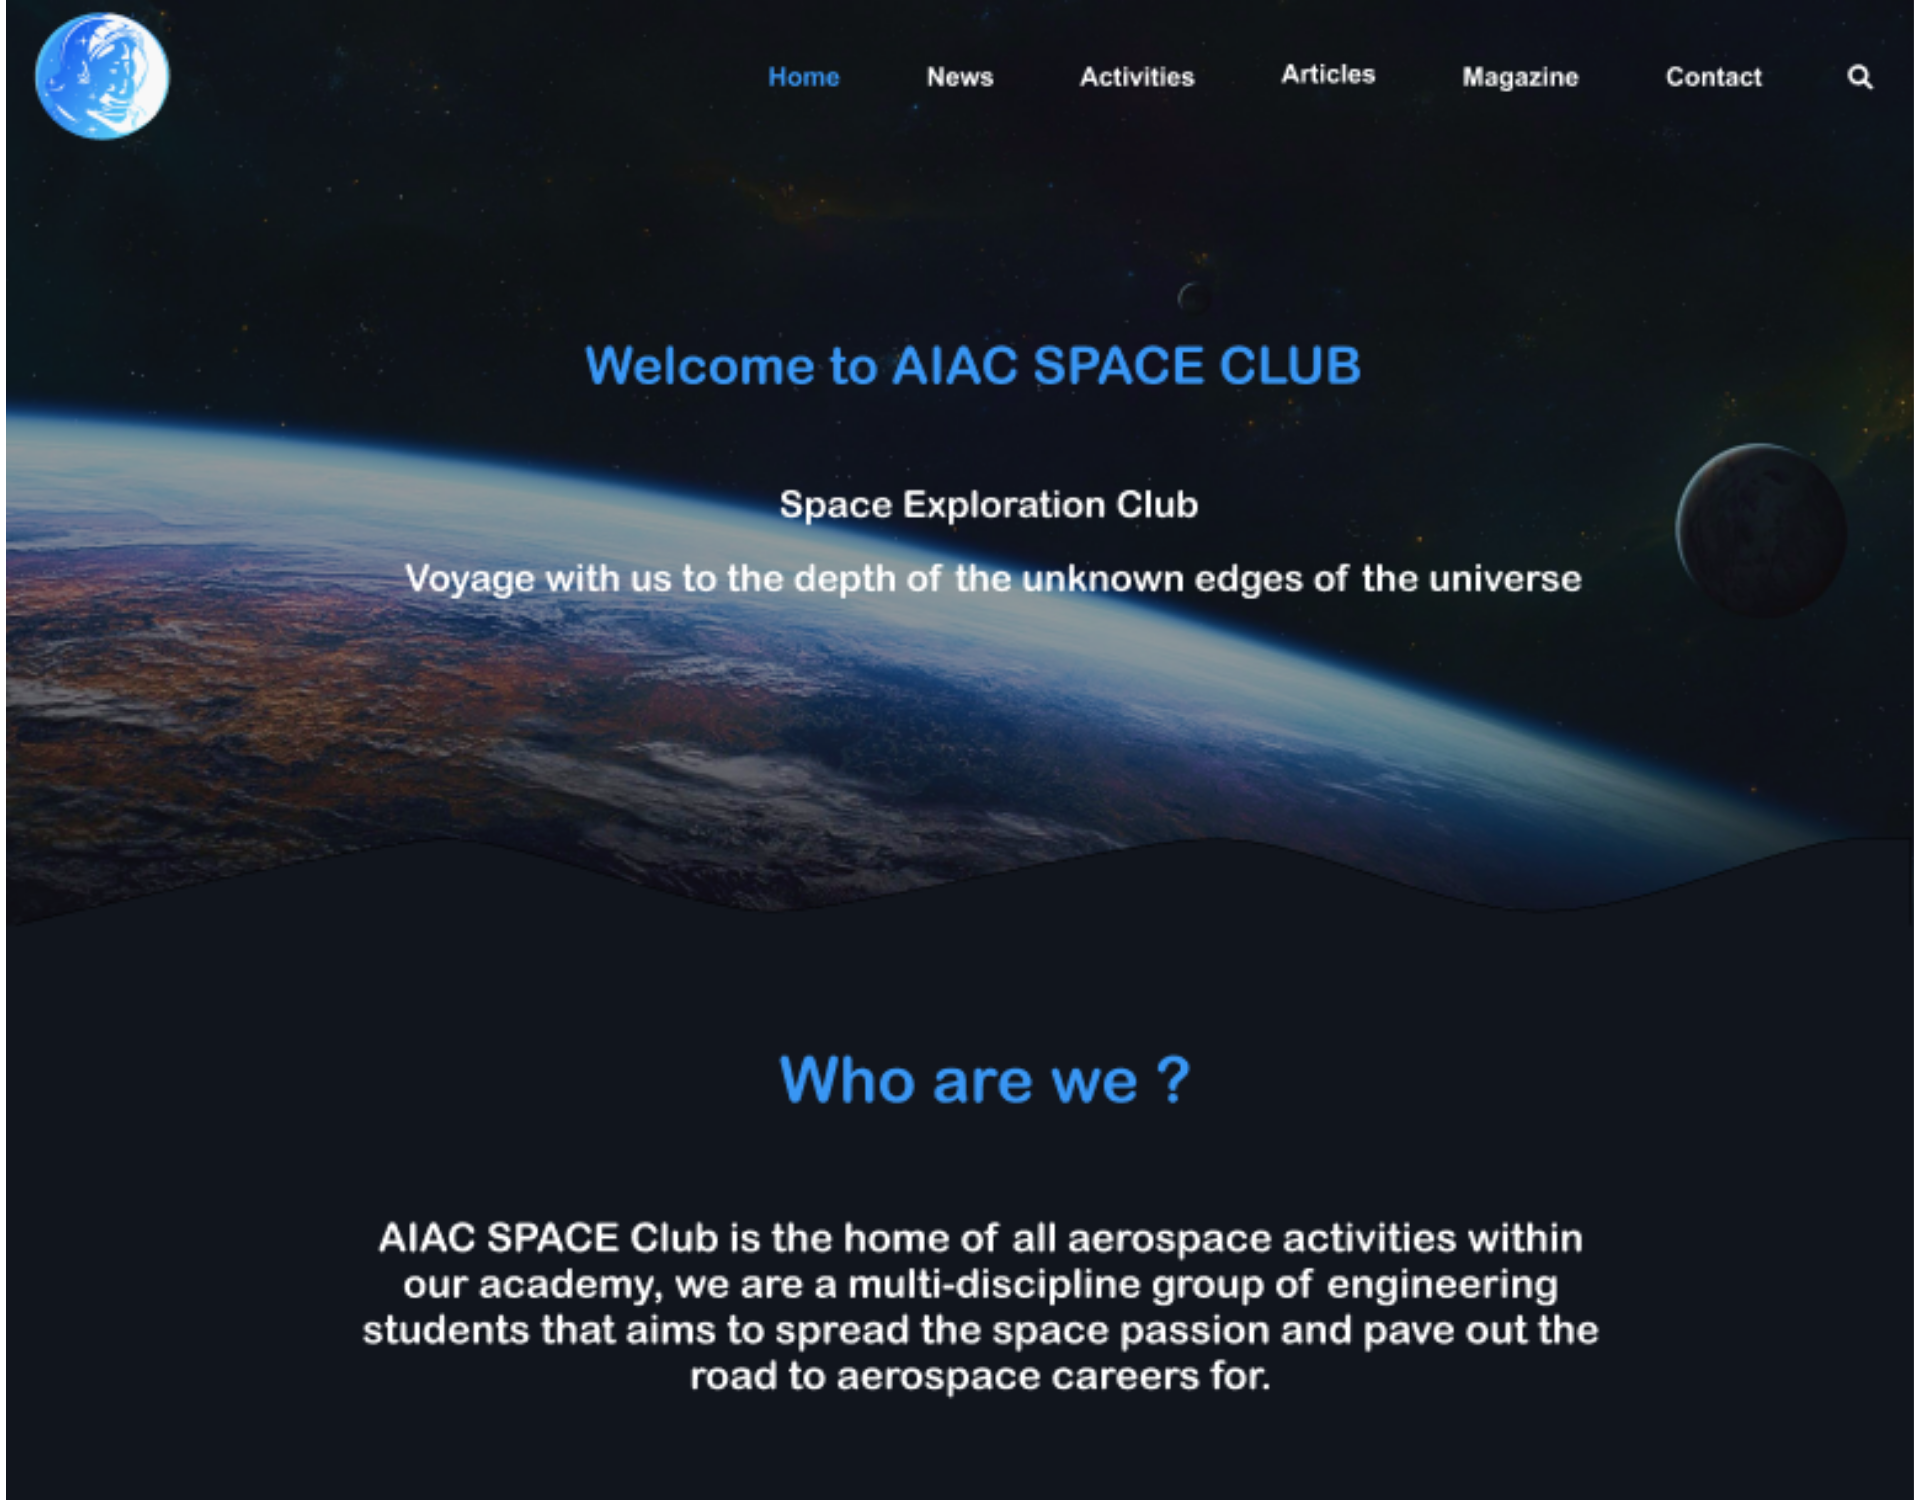 Home News Activities Articles Magazine Contact
Welcome to AIAC SPACE CLUB
Space Exploration Club
Voyage with us to the depth of the unknown edges of the universe
Who are we ?
AIAC SPACE Club is the home of all aerospace activities within
our academy, we are a multi-discipline group of engineering
students that aims to spread the space passion and pave out the
road to aerospace careers for.